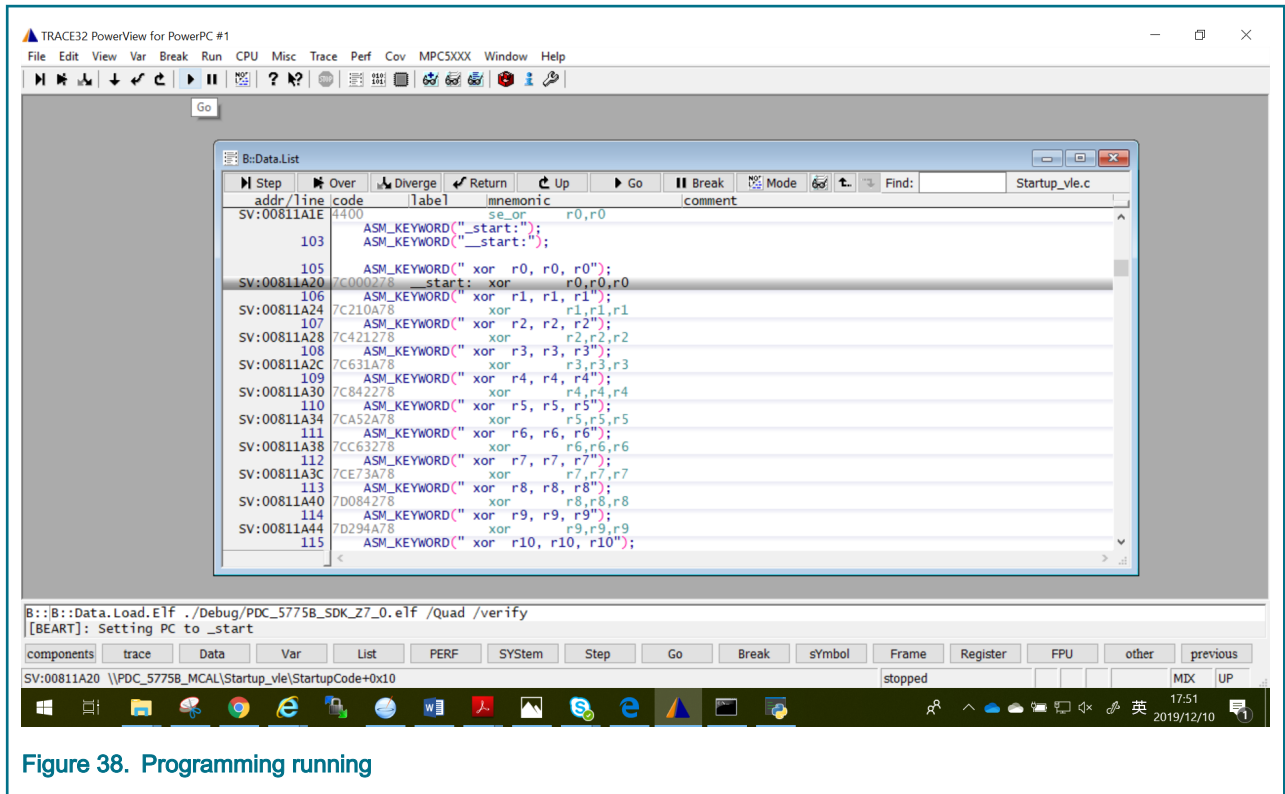 TRACE32 PowerView for PowerPC #1
File Edit View Var Break Run CPU Misc Trace Perf Cov MPC5XXX Window Help
Go
B::Data.List
Step Over Diverge Return Up Go Break Mode Find: Startup_vle.c
addr/line code label mnemonic comment
SV:00811A1E 4400 se_or r0,r0
ASM_KEYWORD("_start:");
103 ASM_KEYWORD("__start:");
105 ASM_KEYWORD(" xor r0, r0, r0");
SV:00811A20 7C000278 __start: xor r0,r0,r0
106 ASM_KEYWORD(" xor r1, r1, r1");
SV:00811A24 7C210A78 xor r1,r1,r1
107 ASM_KEYWORD(" xor r2, r2, r2");
SV:00811A28 7C421278 xor r2,r2,r2
108 ASM_KEYWORD(" xor r3, r3, r3");
SV:00811A2C 7C631A78 xor r3,r3,r3
109 ASM_KEYWORD(" xor r4, r4, r4");
SV:00811A30 7C842278 xor r4,r4,r4
110 ASM_KEYWORD(" xor r5, r5, r5");
SV:00811A34 7CA52A78 xor r5,r5,r5
111 ASM_KEYWORD(" xor r6, r6, r6");
SV:00811A38 7CC63278 xor r6,r6,r6
112 ASM_KEYWORD(" xor r7, r7, r7");
SV:00811A3C 7CE73A78 xor r7,r7,r7
113 ASM_KEYWORD(" xor r8, r8, r8");
SV:00811A40 7D084278 xor r8,r8,r8
114 ASM_KEYWORD(" xor r9, r9, r9");
SV:00811A44 7D294A78 xor r9,r9,r9
115 ASM_KEYWORD(" xor r10, r10, r10");
B::B::Data.Load.Elf ./Debug/PDC_5775B_SDK_Z7_0.elf /Quad /verify
[BEART]: Setting PC to _start
components trace Data Var List PERF SYStem Step Go Break sYmbol Frame Register FPU other previous
SV:00811A20 \\PDC_5775B_MCAL\Startup_vle\StartupCode+0x10 stopped MIX UP
英 17:51
2019/12/10
Figure 38. Programming running